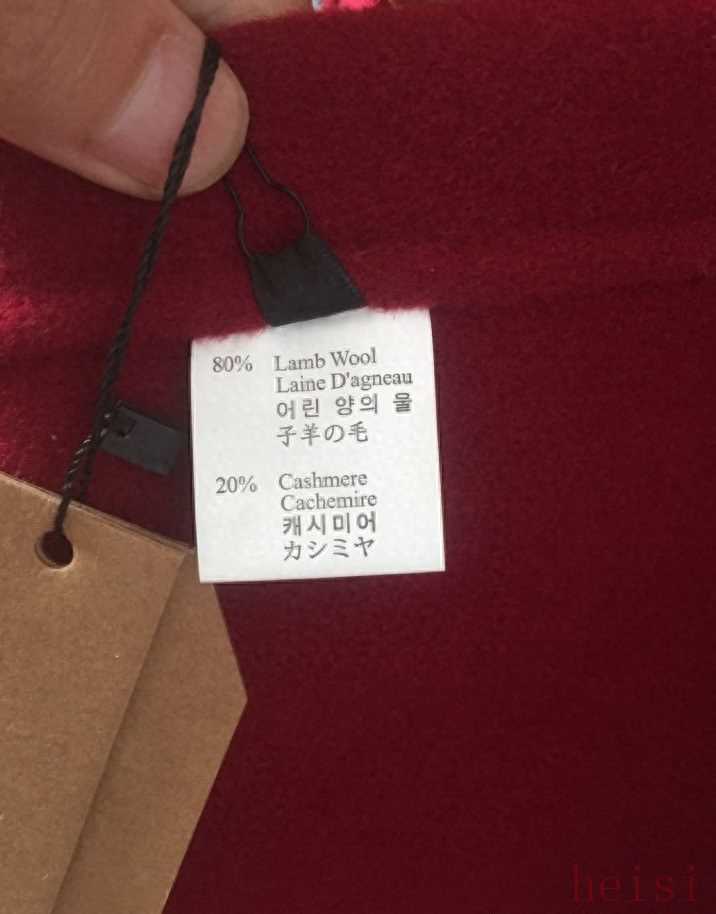 80% Lamb Wool
Laine D'agneau
어린 양의 울
子羊の毛
20% Cashmere
Cachemire
캐시미어
カシミヤ
heisi